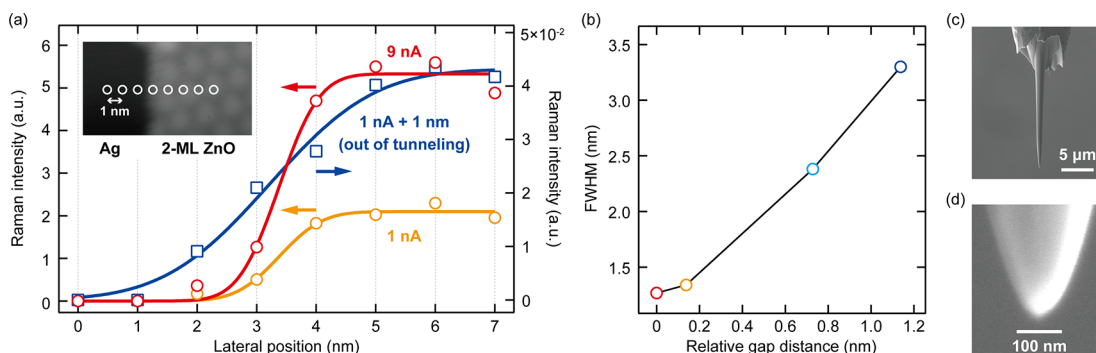 (a)
6
5
4
3
2
1
0
Raman intensity (a.u.)
1 nm
Ag
2-ML ZnO
9 nA
1 nA + 1 nm
(out of tunneling)
1 nA
5×10⁻²
4
3
2
1
0
Raman intensity (a.u.)
0 1 2 3 4 5 6 7
Lateral position (nm)
(b)
3.5
3.0
2.5
2.0
1.5
FWHM (nm)
0.0 0.2 0.4 0.6 0.8 1.0 1.2
Relative gap distance (nm)
(c)
5 μm
(d)
100 nm